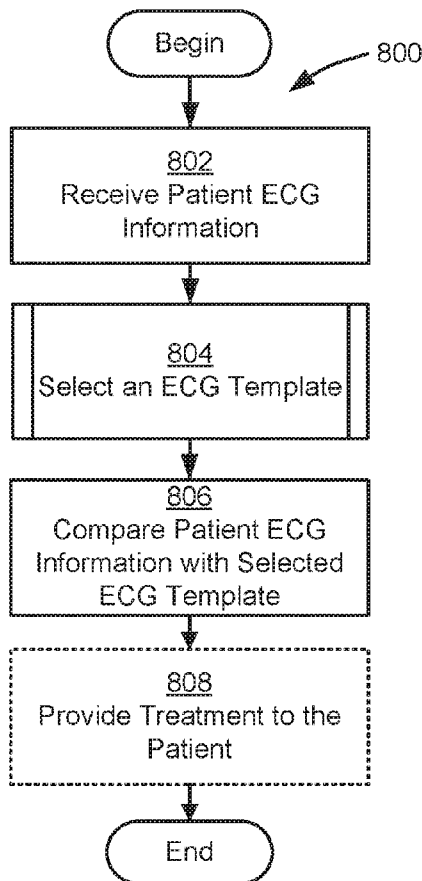 Begin
800
802
Receive Patient ECG
Information
804
Select an ECG Template
806
Compare Patient ECG
Information with Selected
ECG Template
808
Provide Treatment to the
Patient
End